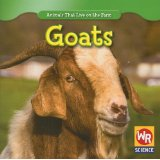 Animals That Live on the Farm
Goats
WR
SCIENCE